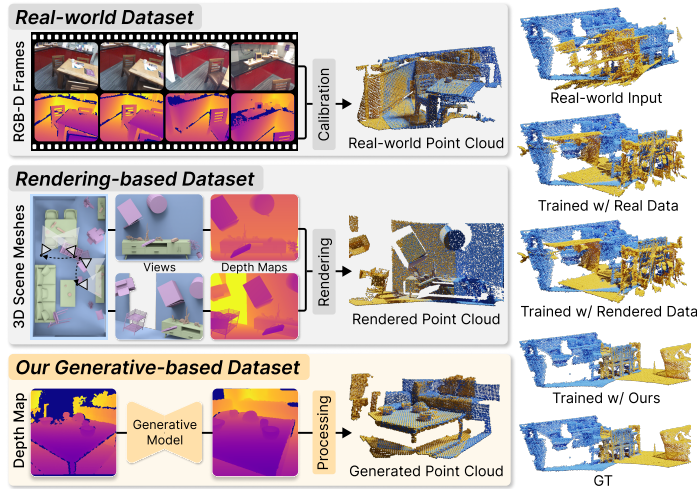 Real-world Dataset
RGB-D Frames
Calibration
Real-world Point Cloud
Rendering-based Dataset
3D Scene Meshes
Views
Depth Maps
Rendering
Rendered Point Cloud
Our Generative-based Dataset
Depth Map
Generative
Model
Processing
Generated Point Cloud
Real-world Input
Trained w/ Real Data
Trained w/ Rendered Data
Trained w/ Ours
GT